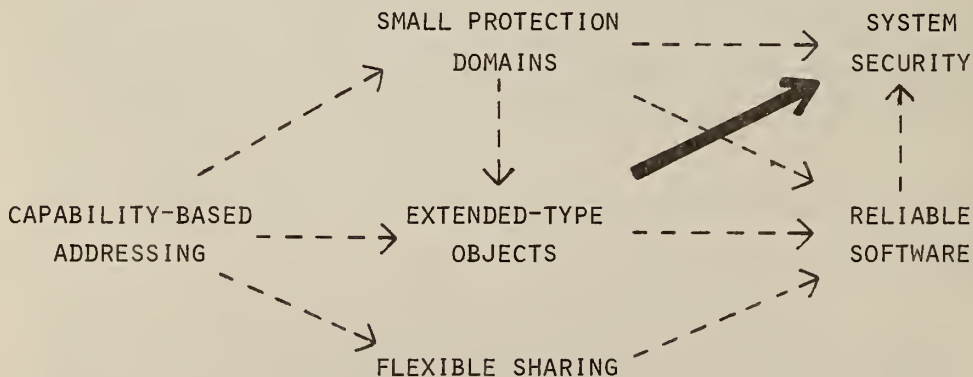 SMALL PROTECTION
DOMAINS
SYSTEM
SECURITY
CAPABILITY-BASED
ADDRESSING
EXTENDED-TYPE
OBJECTS
RELIABLE
SOFTWARE
FLEXIBLE SHARING